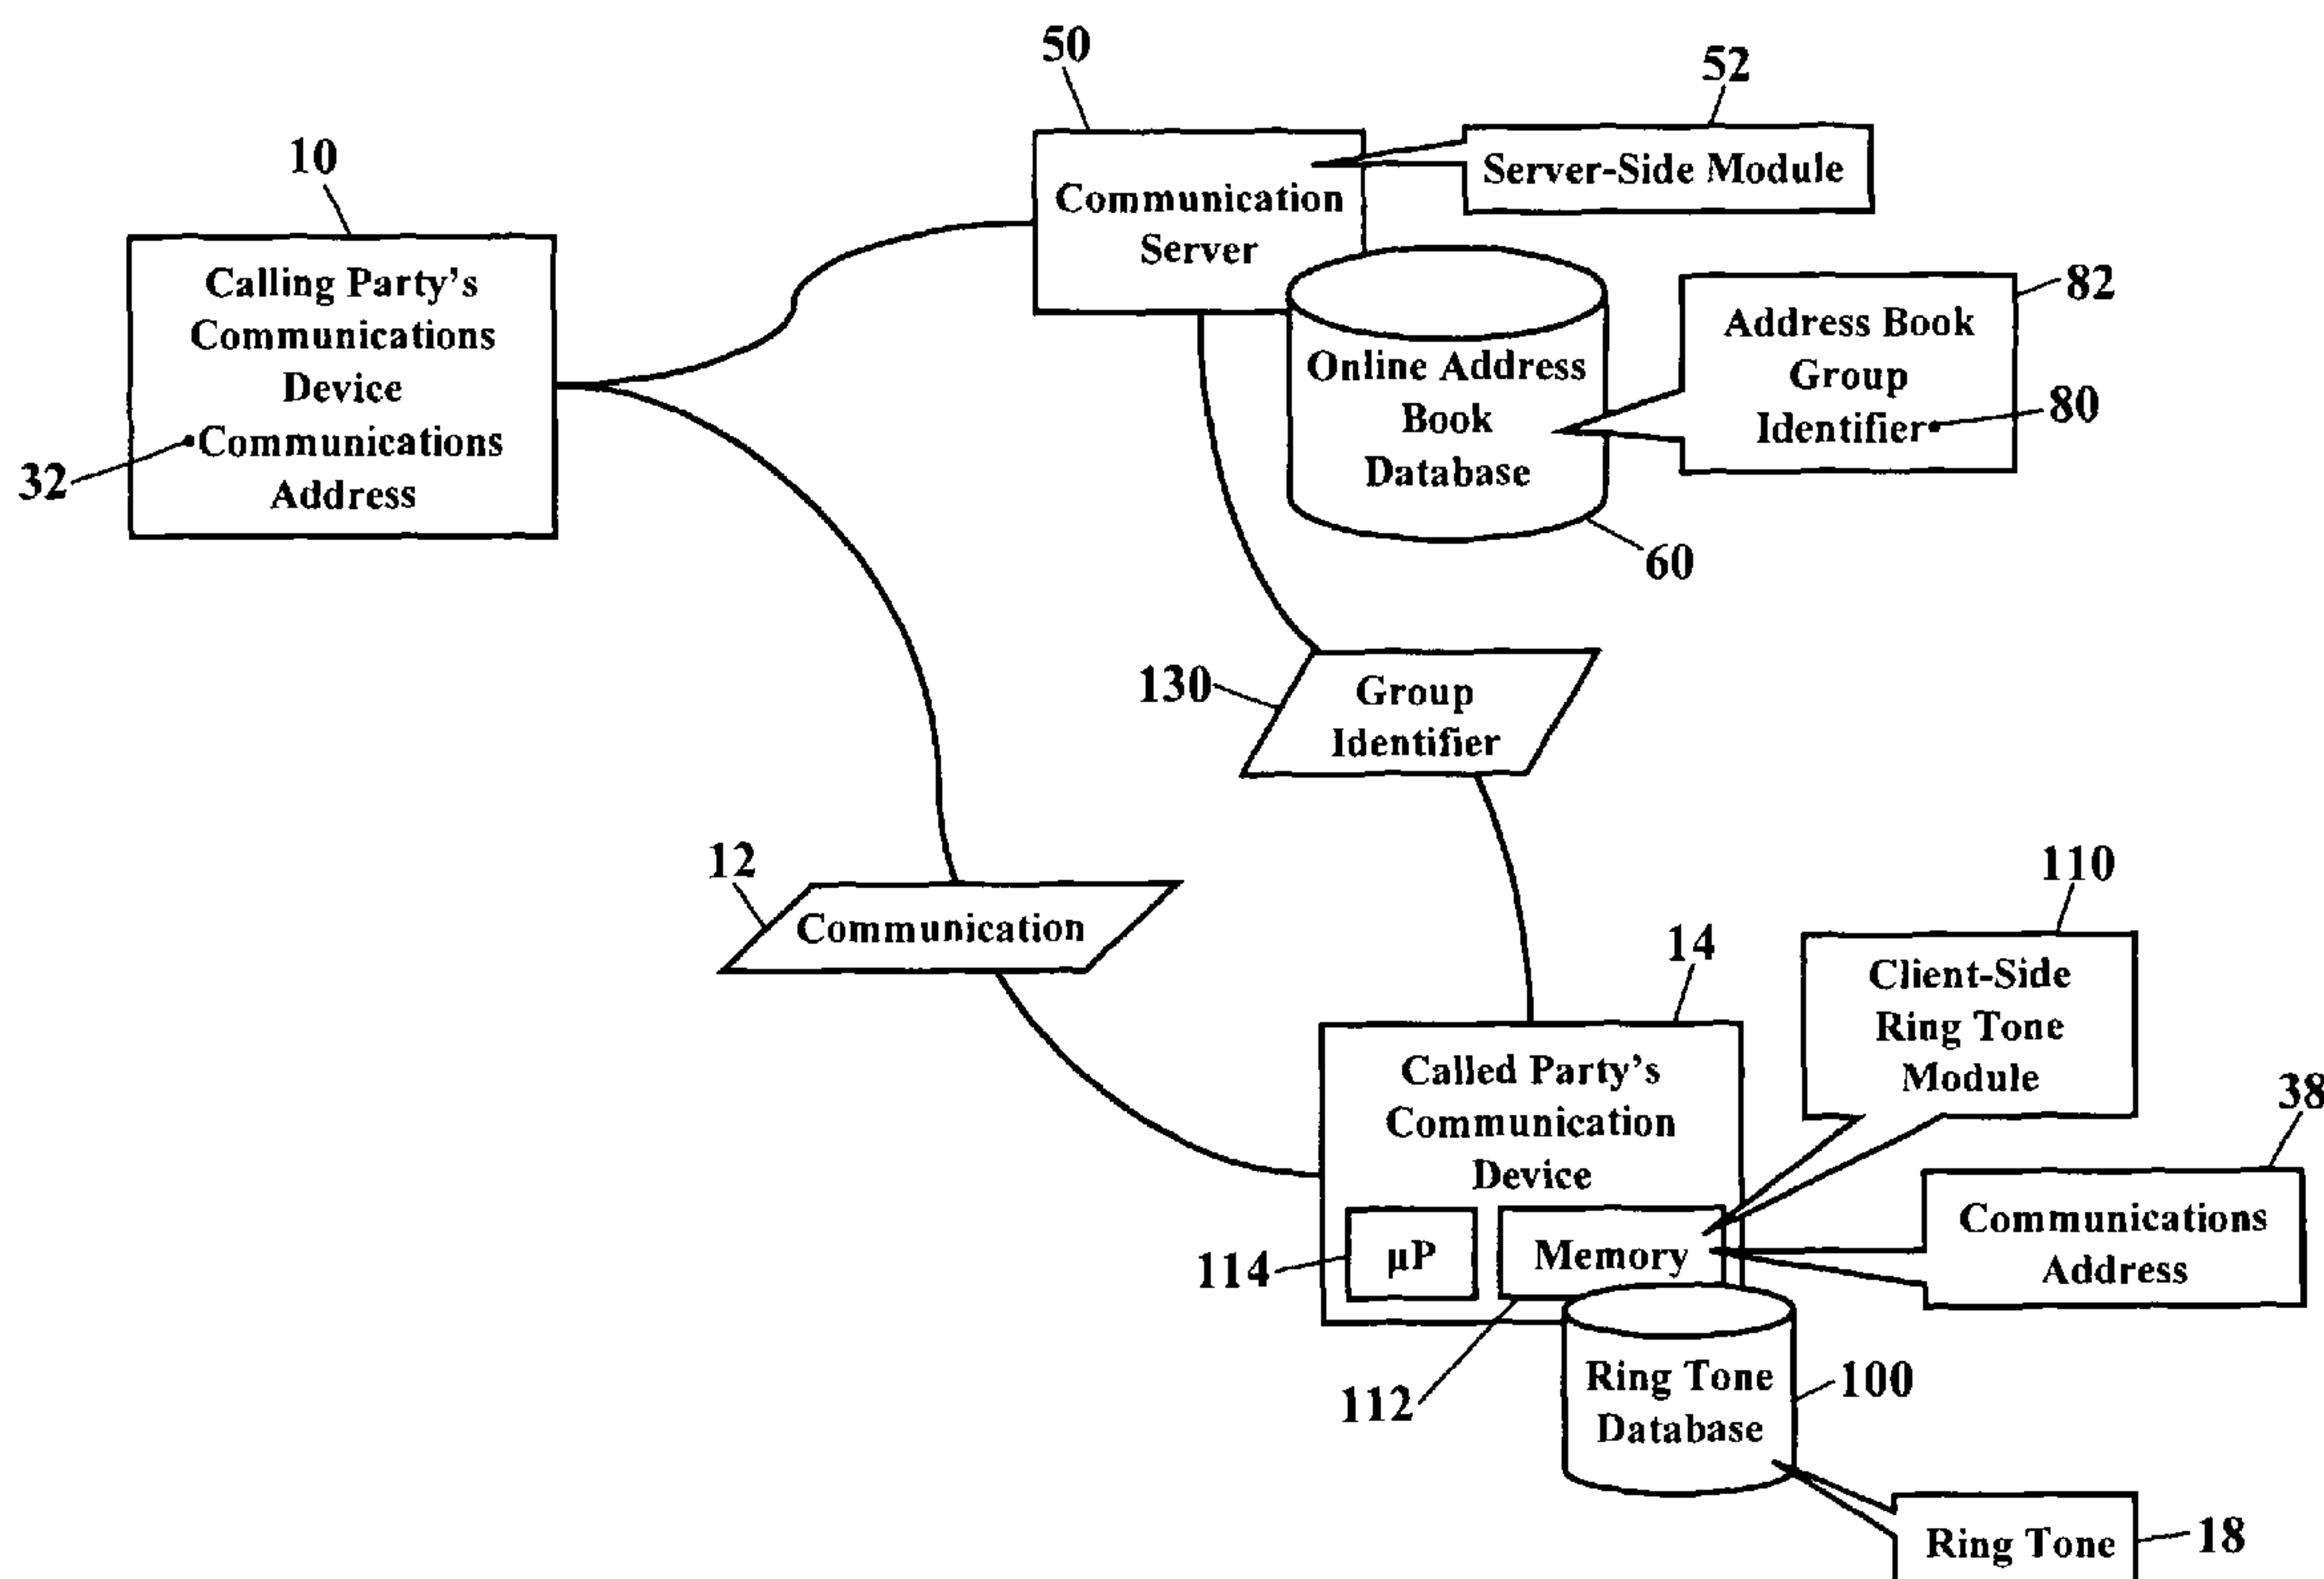 50
52
10
Server-Side Module
Communication
Server
Calling Party's
Communications
Device
Communications
Address
32
82
Address Book
Group
Identifier
80
Online Address
Book
Database
60
130
Group
Identifier
12
Communication
110
14
Client-Side
Ring Tone
Module
38
Called Party's
Communication
Device
Communications
Address
114
µP
Memory
112
Ring Tone
Database
100
Ring Tone
18